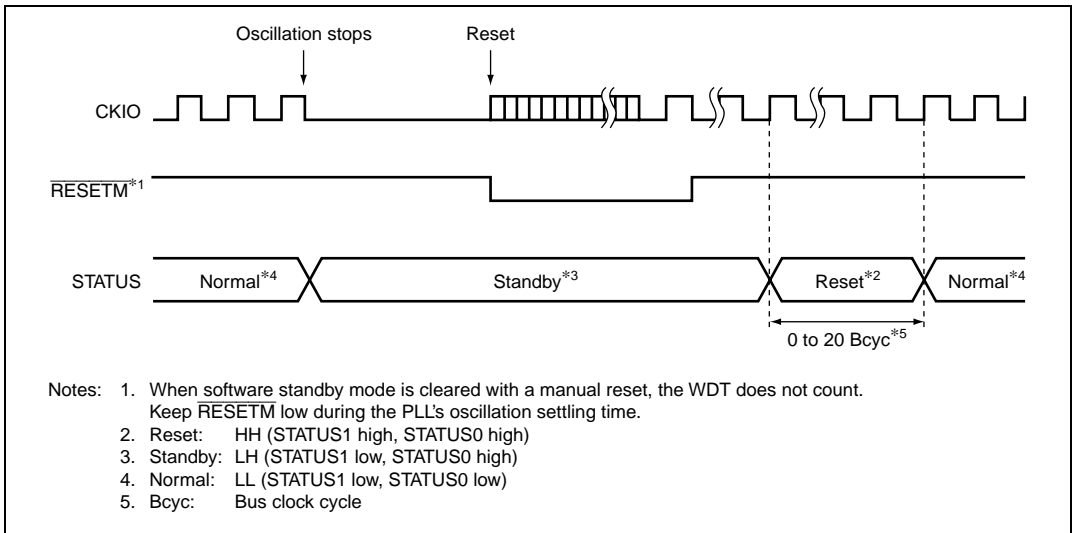 Oscillation stops Reset
CKIO
RESETM*1
STATUS Normal*4 Standby*3 Reset*2 Normal*4
0 to 20 Bcyc*5
Notes: 1. When software standby mode is cleared with a manual reset, the WDT does not count.
Keep RESETM low during the PLL's oscillation settling time.
2. Reset: HH (STATUS1 high, STATUS0 high)
3. Standby: LH (STATUS1 low, STATUS0 high)
4. Normal: LL (STATUS1 low, STATUS0 low)
5. Bcyc: Bus clock cycle